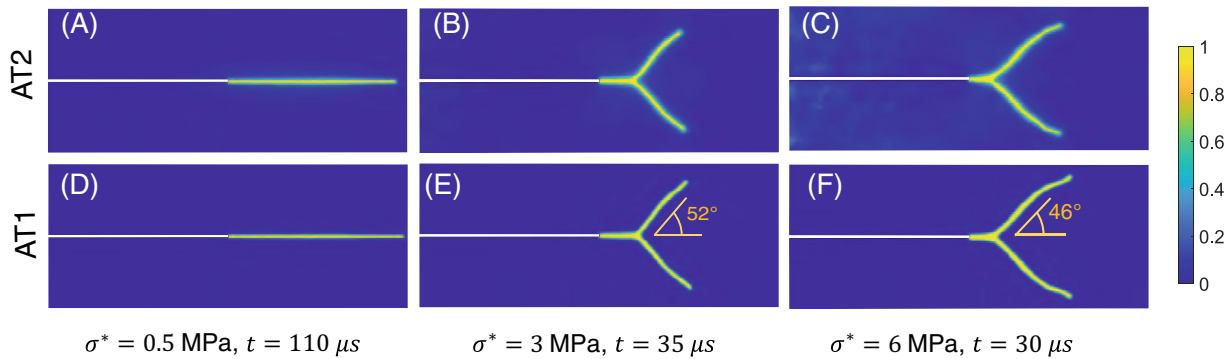 AT2
(A)
(B)
(C)
AT1
(D)
(E)
52°
(F)
46°
1
0.8
0.6
0.4
0.2
0
σ* = 0.5 MPa, t = 110 μs
σ* = 3 MPa, t = 35 μs
σ* = 6 MPa, t = 30 μs